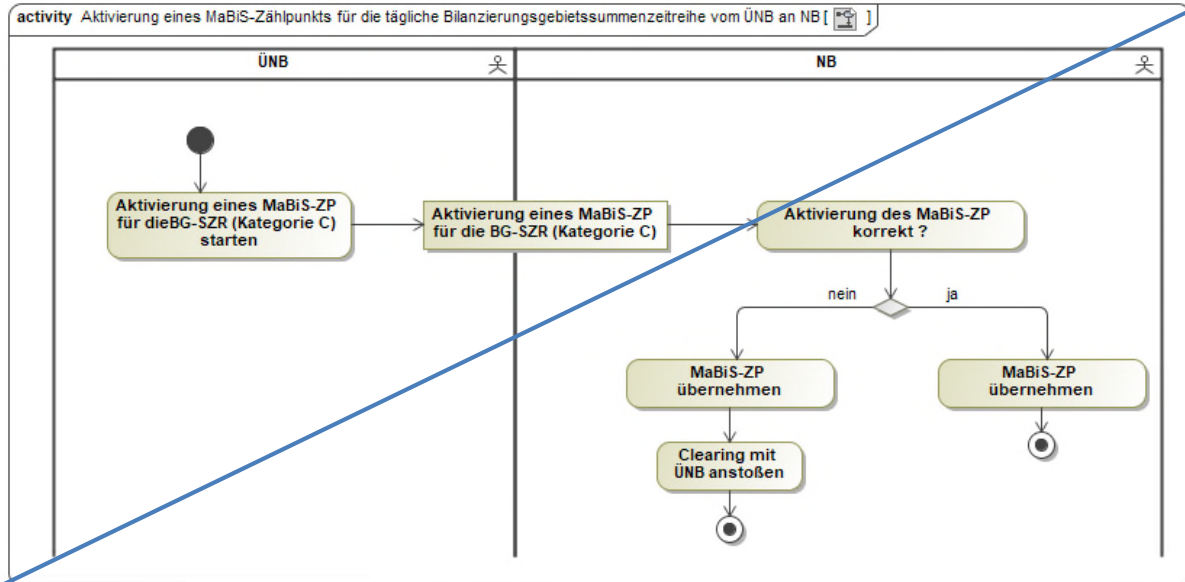 activity Aktivierung eines MaBiS-Zählpunkts für die tägliche Bilanzierungsgebietssummenzeitreihe vom ÜNB an NB [ ]
ÜNB
NB
Aktivierung eines MaBiS-ZP
für dieBG-SZR (Kategorie C)
starten
Aktivierung eines MaBiS-ZP
für die BG-SZR (Kategorie C)
Aktivierung des MaBiS-ZP
korrekt ?
nein
ja
MaBiS-ZP
übernehmen
MaBiS-ZP
übernehmen
Clearing mit
ÜNB anstoßen